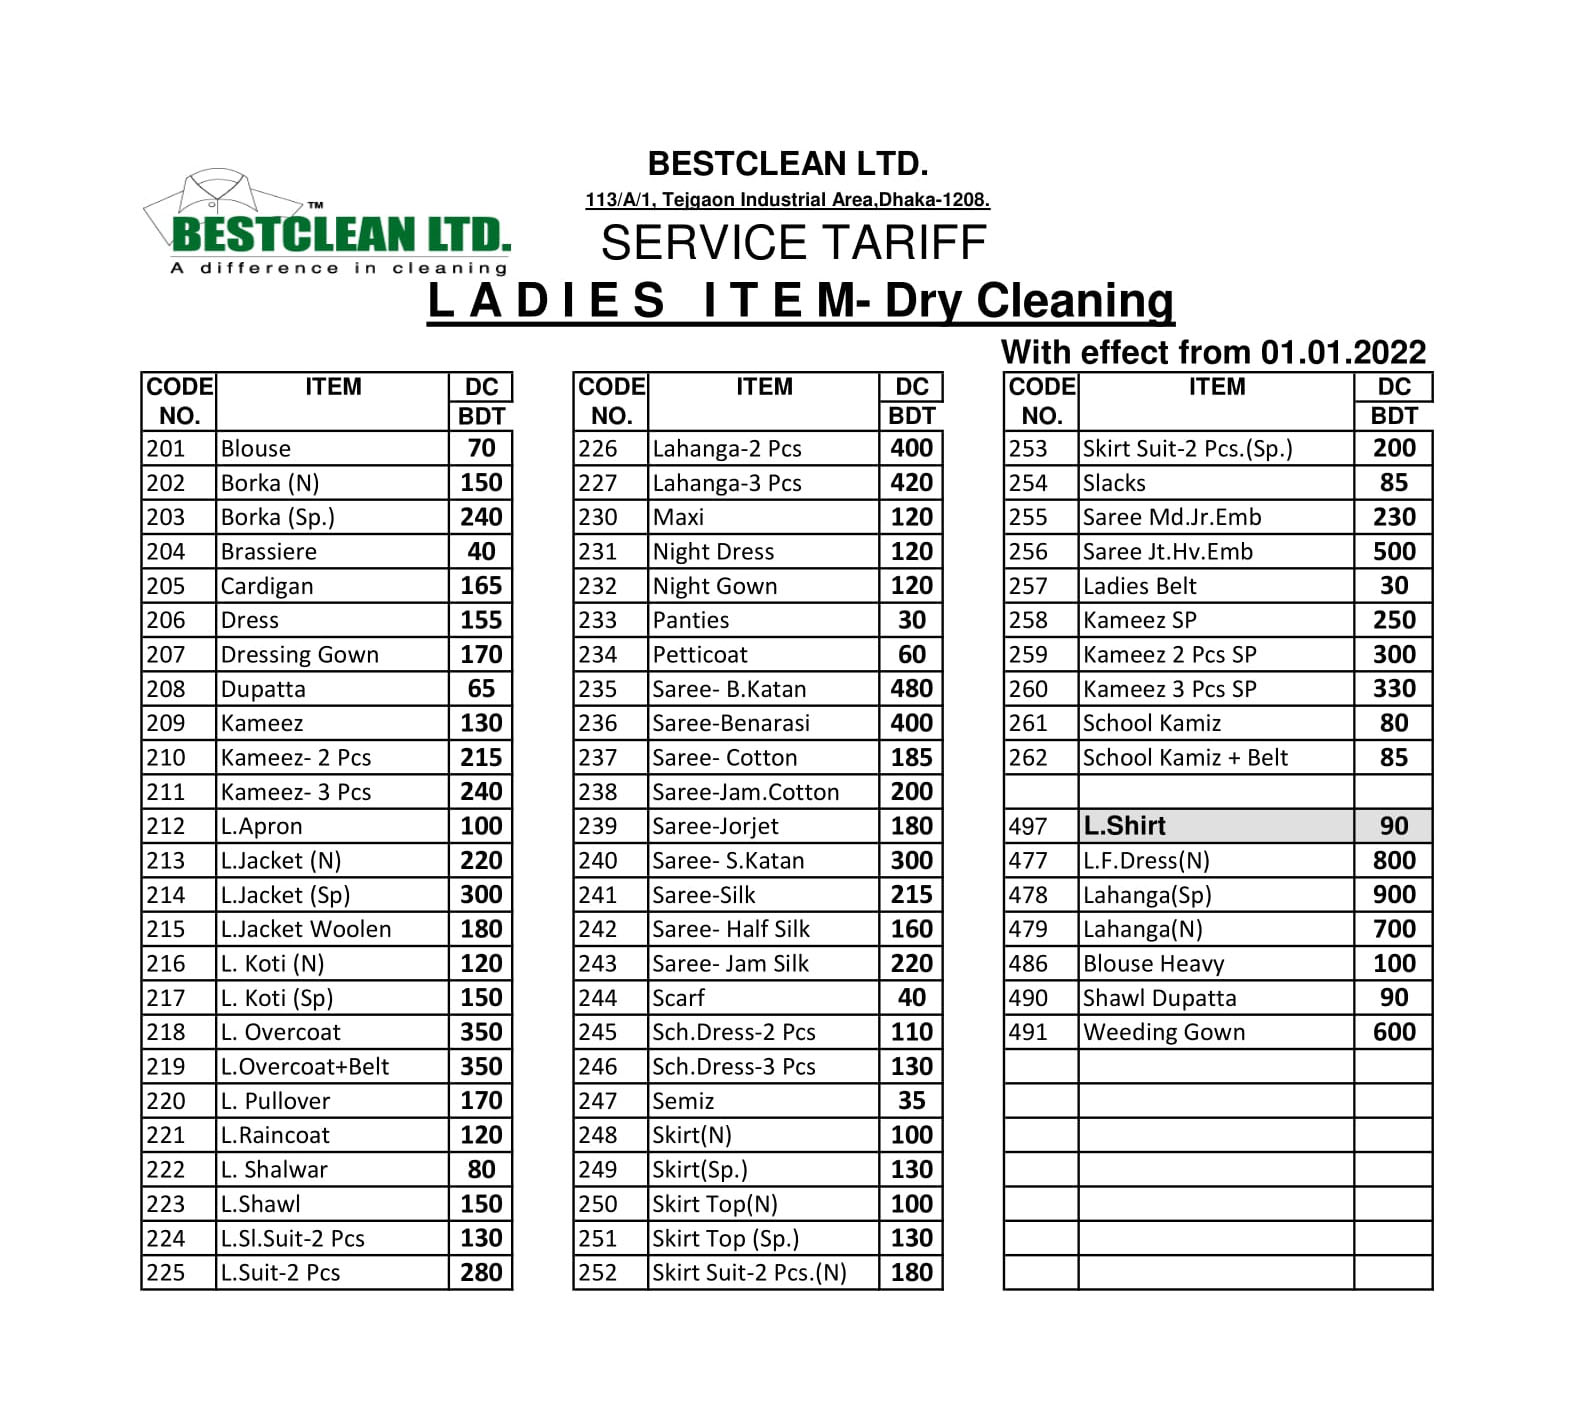 BESTCLEAN LTD.
113/A/1, Tejgaon Industrial Area,Dhaka-1208.
™
BESTCLEAN LTD.
A difference in cleaning
SERVICE TARIFF
LADIES ITEM- Dry Cleaning
With effect from 01.01.2022
CODE NO. ITEM DC BDT
201 Blouse 70
202 Borka (N) 150
203 Borka (Sp.) 240
204 Brassiere 40
205 Cardigan 165
206 Dress 155
207 Dressing Gown 170
208 Dupatta 65
209 Kameez 130
210 Kameez- 2 Pcs 215
211 Kameez- 3 Pcs 240
212 L.Apron 100
213 L.Jacket (N) 220
214 L.Jacket (Sp) 300
215 L.Jacket Woolen 180
216 L. Koti (N) 120
217 L. Koti (Sp) 150
218 L. Overcoat 350
219 L.Overcoat+Belt 350
220 L. Pullover 170
221 L.Raincoat 120
222 L. Shalwar 80
223 L.Shawl 150
224 L.Sl.Suit-2 Pcs 130
225 L.Suit-2 Pcs 280
CODE NO. ITEM DC BDT
226 Lahanga-2 Pcs 400
227 Lahanga-3 Pcs 420
230 Maxi 120
231 Night Dress 120
232 Night Gown 120
233 Panties 30
234 Petticoat 60
235 Saree- B.Katan 480
236 Saree-Benarasi 400
237 Saree- Cotton 185
238 Saree-Jam.Cotton 200
239 Saree-Jorjet 180
240 Saree- S.Katan 300
241 Saree-Silk 215
242 Saree- Half Silk 160
243 Saree- Jam Silk 220
244 Scarf 40
245 Sch.Dress-2 Pcs 110
246 Sch.Dress-3 Pcs 130
247 Semiz 35
248 Skirt(N) 100
249 Skirt(Sp.) 130
250 Skirt Top(N) 100
251 Skirt Top (Sp.) 130
252 Skirt Suit-2 Pcs.(N) 180
CODE NO. ITEM DC BDT
253 Skirt Suit-2 Pcs.(Sp.) 200
254 Slacks 85
255 Saree Md.Jr.Emb 230
256 Saree Jt.Hv.Emb 500
257 Ladies Belt 30
258 Kameez SP 250
259 Kameez 2 Pcs SP 300
260 Kameez 3 Pcs SP 330
261 School Kamiz 80
262 School Kamiz + Belt 85
497 L.Shirt 90
477 L.F.Dress(N) 800
478 Lahanga(Sp) 900
479 Lahanga(N) 700
486 Blouse Heavy 100
490 Shawl Dupatta 90
491 Weeding Gown 600